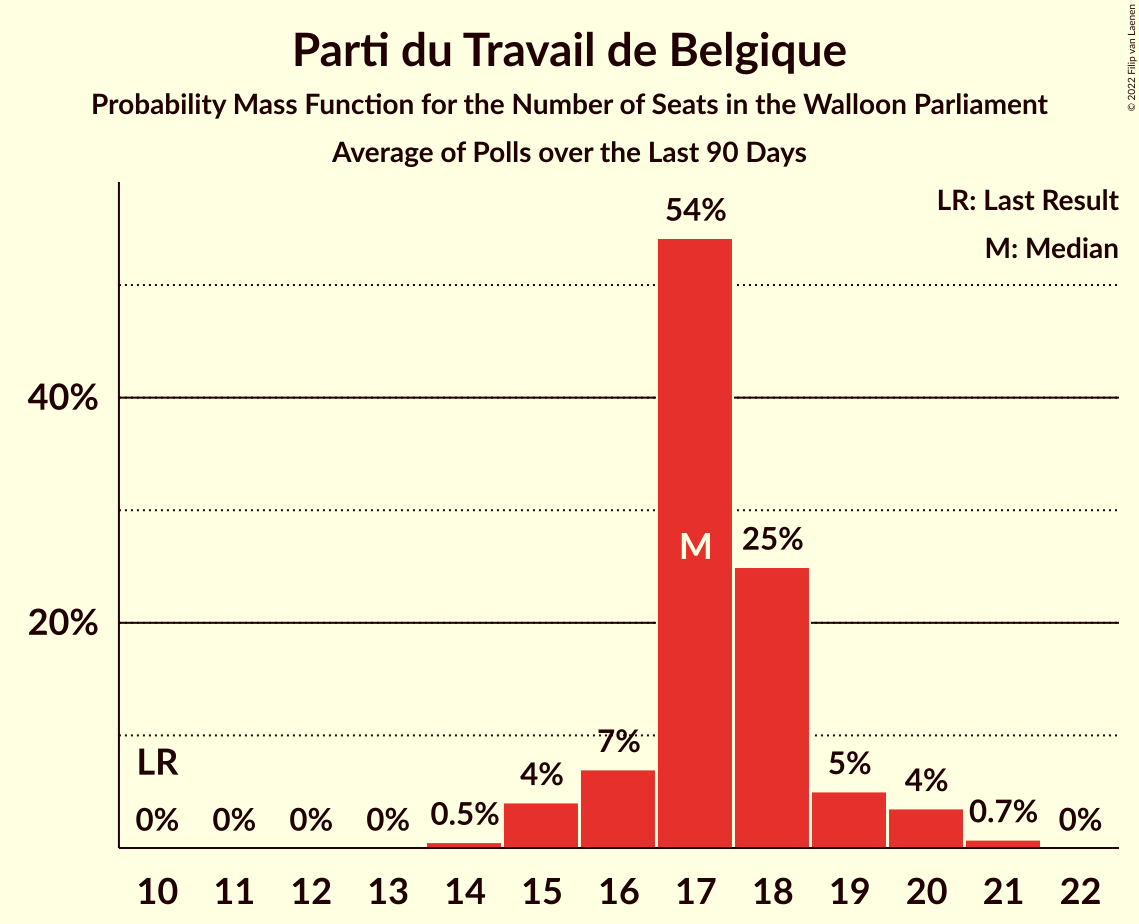 Parti du Travail de Belgique
Probability Mass Function for the Number of Seats in the Walloon Parliament
Average of Polls over the Last 90 Days
© 2022 Filip van Laenen
LR: Last Result
M: Median
54%
40%
M
25%
20%
LR
7%
4%
5%
4%
0%
0%
0%
0%
0.5%
0.7%
0%
10 11 12 13 14 15 16 17 18 19 20 21 22